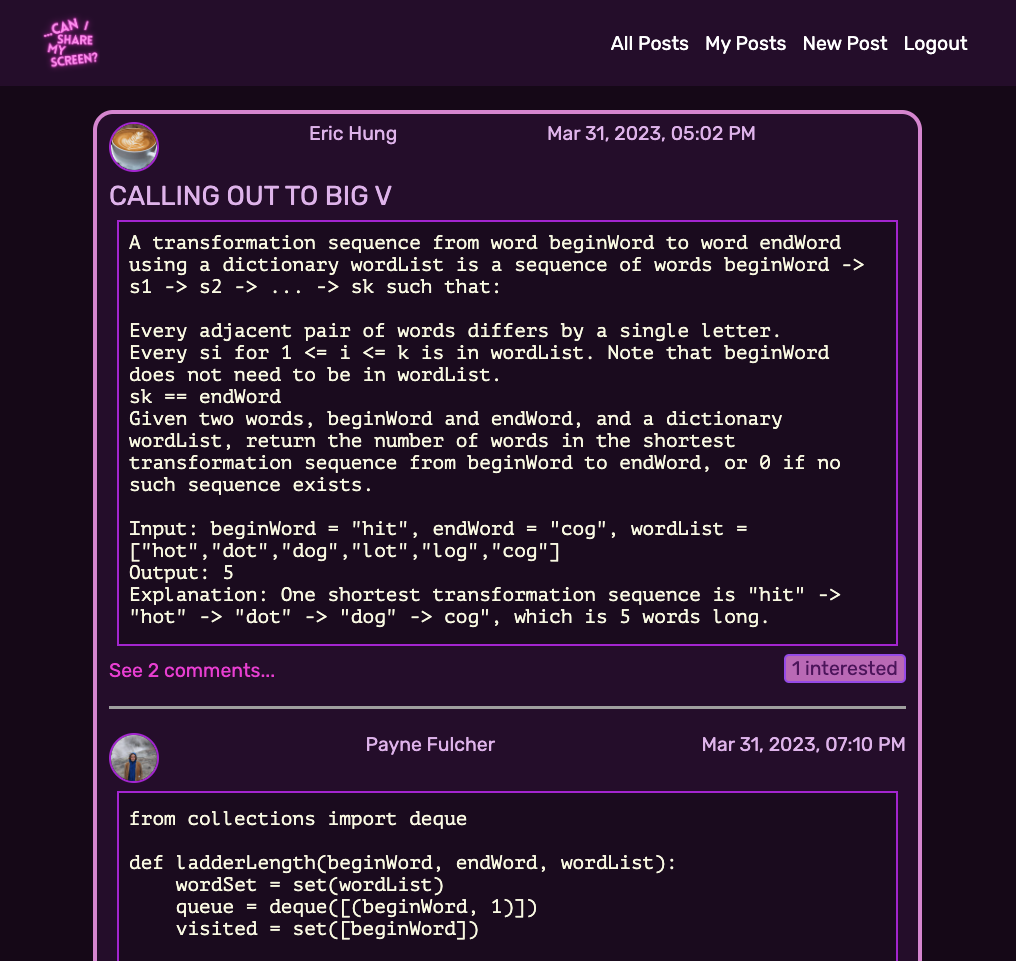 ...CAN I
SHARE
MY
SCREEN?
All Posts My Posts New Post Logout
Eric Hung Mar 31, 2023, 05:02 PM
CALLING OUT TO BIG V
A transformation sequence from word beginWord to word endWord
using a dictionary wordList is a sequence of words beginWord ->
s1 -> s2 -> ... -> sk such that:
Every adjacent pair of words differs by a single letter.
Every si for 1 <= i <= k is in wordList. Note that beginWord
does not need to be in wordList.
sk == endWord
Given two words, beginWord and endWord, and a dictionary
wordList, return the number of words in the shortest
transformation sequence from beginWord to endWord, or 0 if no
such sequence exists.
Input: beginWord = "hit", endWord = "cog", wordList =
["hot","dot","dog","lot","log","cog"]
Output: 5
Explanation: One shortest transformation sequence is "hit" ->
"hot" -> "dot" -> "dog" -> cog", which is 5 words long.
See 2 comments... 1 interested
Payne Fulcher Mar 31, 2023, 07:10 PM
from collections import deque
def ladderLength(beginWord, endWord, wordList):
    wordSet = set(wordList)
    queue = deque([(beginWord, 1)])
    visited = set([beginWord])